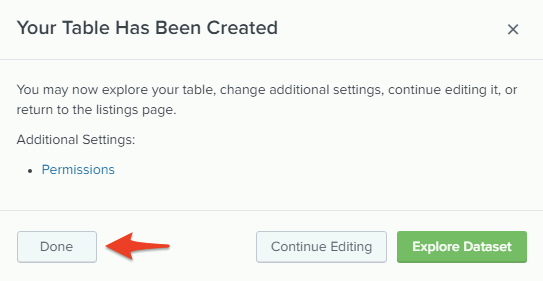 Your Table Has Been Created
×
You may now explore your table, change additional settings, continue editing it, or
return to the listings page.
Additional Settings:
• Permissions
Done
Continue Editing
Explore Dataset